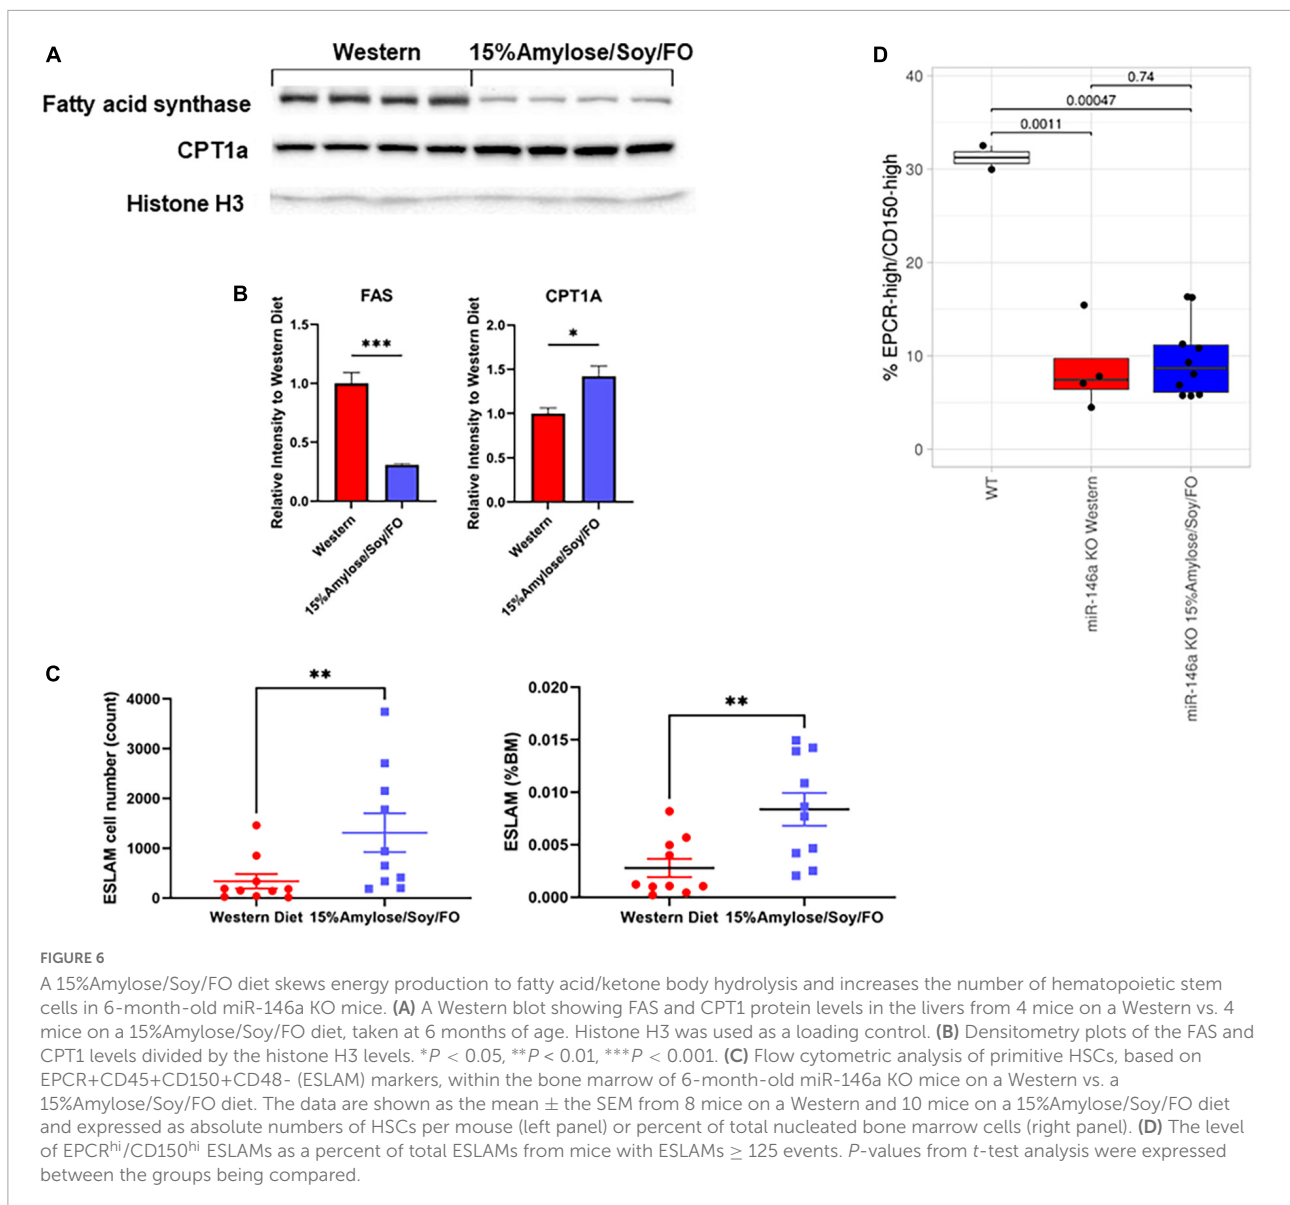 A
Western
15%Amylose/Soy/FO
Fatty acid synthase
CPT1a
Histone H3
B
FAS
Relative Intensity to Western Diet
1.5
1.0
0.5
0.0
***
Western
15%Amylose/Soy/FO
CPT1A
Relative Intensity to Western Diet
2.0
1.5
1.0
0.5
0.0
*
Western
15%Amylose/Soy/FO
C
ESLAM cell number (count)
4000
3000
2000
1000
0
**
Western Diet
15%Amylose/Soy/FO
ESLAM (%BM)
0.020
0.015
0.010
0.005
0.000
**
Western Diet
15%Amylose/Soy/FO
D
% EPCR-high/CD150-high
40
30
20
10
0
0.74
0.00047
0.0011
WT
miR-146a KO Western
miR-146a KO 15%Amylose/Soy/FO
FIGURE 6
A 15%Amylose/Soy/FO diet skews energy production to fatty acid/ketone body hydrolysis and increases the number of hematopoietic stem
cells in 6-month-old miR-146a KO mice. (A) A Western blot showing FAS and CPT1 protein levels in the livers from 4 mice on a Western vs. 4
mice on a 15%Amylose/Soy/FO diet, taken at 6 months of age. Histone H3 was used as a loading control. (B) Densitometry plots of the FAS and
CPT1 levels divided by the histone H3 levels. *P < 0.05, **P < 0.01, ***P < 0.001. (C) Flow cytometric analysis of primitive HSCs, based on
EPCR+CD45+CD150+CD48- (ESLAM) markers, within the bone marrow of 6-month-old miR-146a KO mice on a Western vs. a
15%Amylose/Soy/FO diet. The data are shown as the mean ± the SEM from 8 mice on a Western and 10 mice on a 15%Amylose/Soy/FO diet
and expressed as absolute numbers of HSCs per mouse (left panel) or percent of total nucleated bone marrow cells (right panel). (D) The level
of EPCRhi/CD150hi ESLAMs as a percent of total ESLAMs from mice with ESLAMs ≥ 125 events. P-values from t-test analysis were expressed
between the groups being compared.